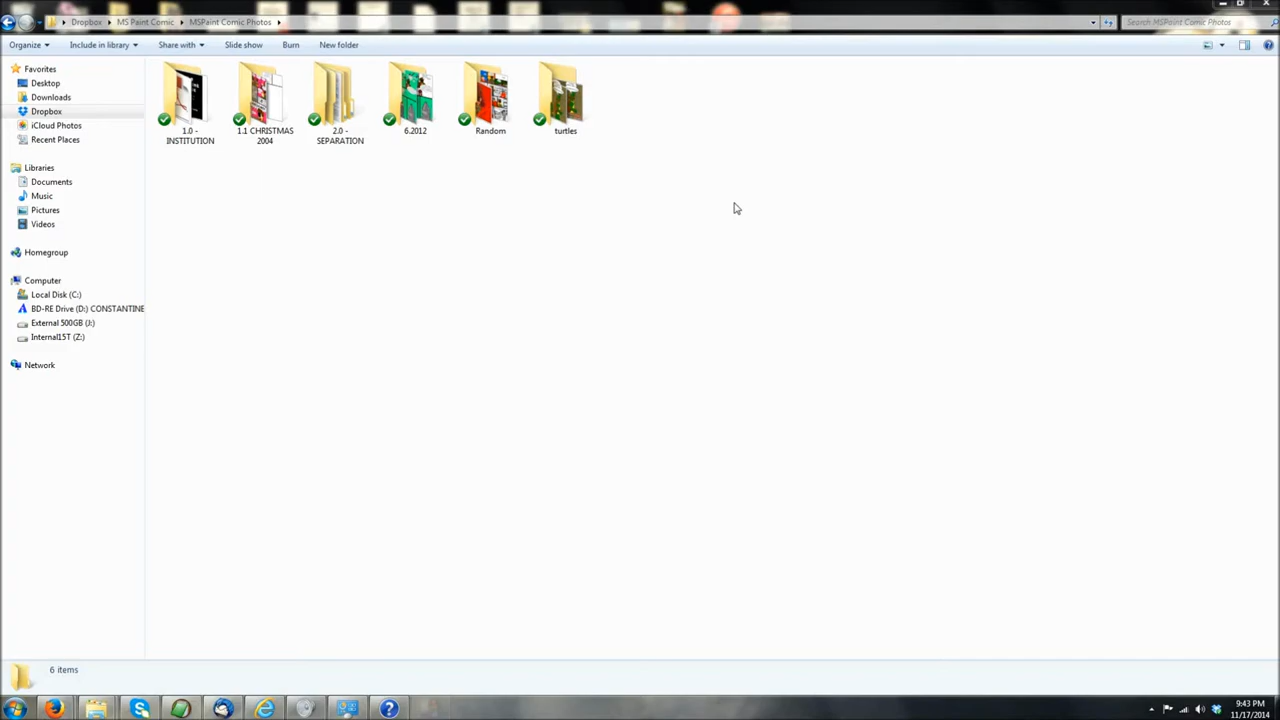 Dropbox MS Paint Comic MSPaint Comic Photos
Search MSPaint Comic Photos
Organize Include in library Share with Slide show Burn New folder
Favorites
Desktop
Downloads
Dropbox
iCloud Photos
Recent Places
Libraries
Documents
Music
Pictures
Videos
Homegroup
Computer
Local Disk (C:)
BD-RE Drive (D:) CONSTANTINE
External 500GB (J:)
Internal15T (Z:)
Network
1.0 -
INSTITUTION
1.1 CHRISTMAS
2004
2.0 -
SEPARATION
6.2012
Random
turtles
6 items
9:43 PM
11/17/2014